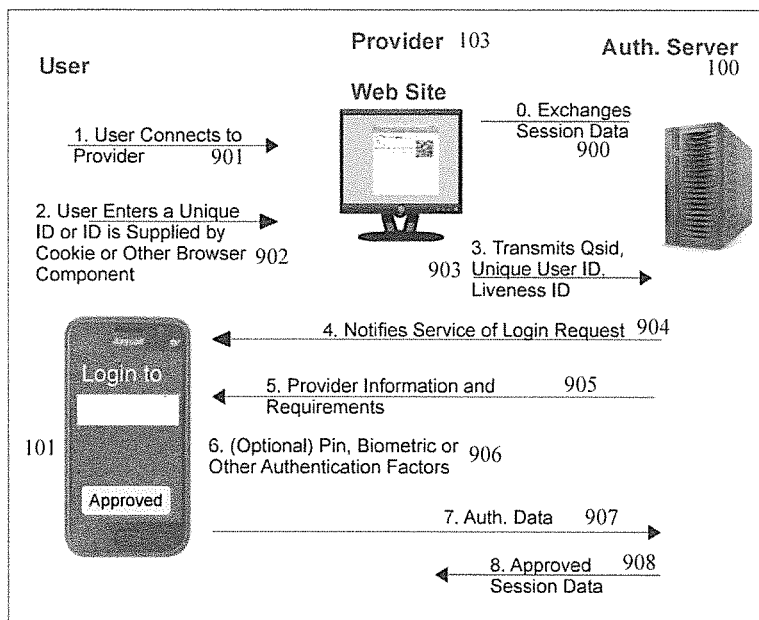 Provider 103
User
Auth. Server
100
Web Site
0. Exchanges
Session Data
900
1. User Connects to
Provider 901
2. User Enters a Unique
ID or ID is Supplied by
Cookie or Other Browser
Component
902
903
3. Transmits Qsid,
Unique User ID,
Liveness ID
4. Notifies Service of Login Request 904
5. Provider Information and
Requirements
905
Login to
101
6. (Optional) Pin, Biometric or
Other Authentication Factors
906
Approved
7. Auth. Data 907
8. Approved
Session Data
908